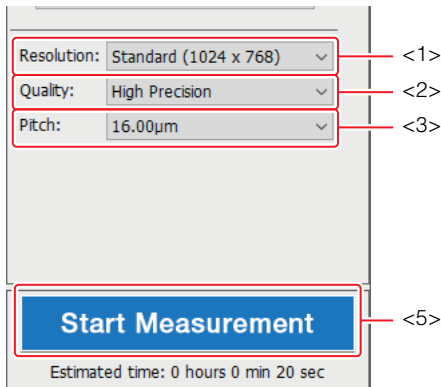 Resolution: Standard (1024 x 768) <1>
Quality: High Precision <2>
Pitch: 16.00µm <3>
Start Measurement <5>
Estimated time: 0 hours 0 min 20 sec